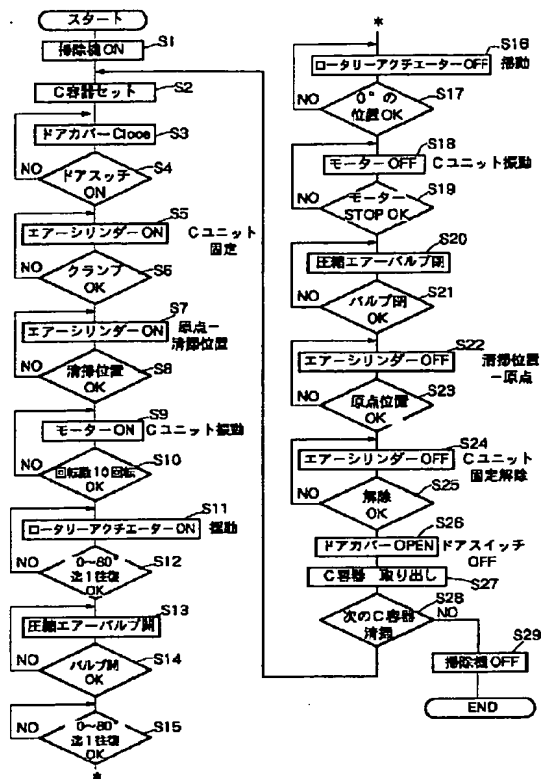 スタート
掃除機ON S1
C容器セット S2
ドアカバーClose S3
ドアスッチ
ON
S4
NO
エアーシリンダーON S5
Cユニット
固定
クランプ
OK
S6
NO
エアーシリンダーON S7
原点－
清掃位置
清掃位置
OK
S8
NO
モーターON S9
Cユニット振動
回転数10回転
OK
S10
NO
ロータリーアクチエーターON S11
揺動
0～80°
迄1往復
OK
S12
NO
圧縮エアーバルブ開 S13
バルブ開
OK
S14
NO
0～80°
迄1往復
OK
S15
NO
*
*
ロータリーアクチエーターOFF S16
揺動
0°の
位置OK
S17
NO
モーターOFF S18
Cユニット振動
モーター
STOP OK
S19
NO
圧縮エアーバルブ閉 S20
バルブ閉
OK
S21
NO
エアーシリンダーOFF S22
清掃位置
－原点
原点位置
OK
S23
NO
エアーシリンダーOFF S24
Cユニット
固定解除
解除
OK
S25
NO
ドアカバーOPEN S26
ドアスイッチ
OFF
C容器 取り出し S27
次のC容器
清掃
S28
NO
掃除機OFF S29
END